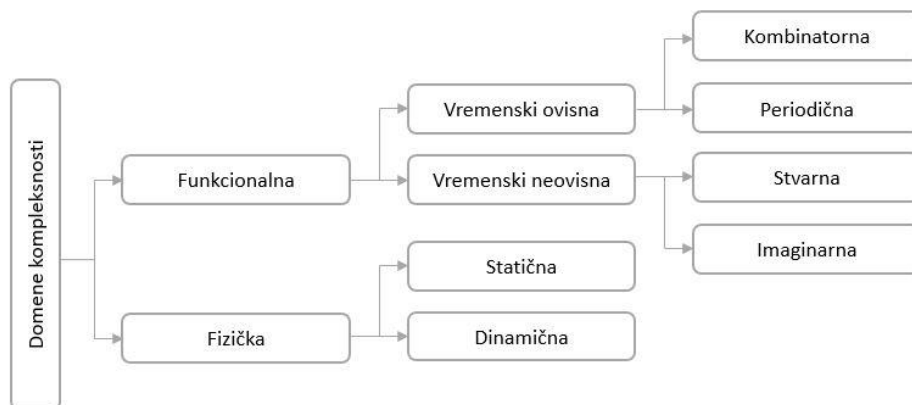 Domene kompleksnosti
Funkcionalna
Vremenski ovisna
Kombinatorna
Periodična
Vremenski neovisna
Stvarna
Imaginarna
Fizička
Statična
Dinamična